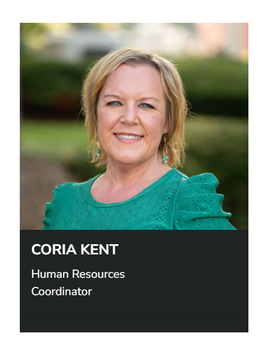 CORIA KENT
Human Resources
Coordinator